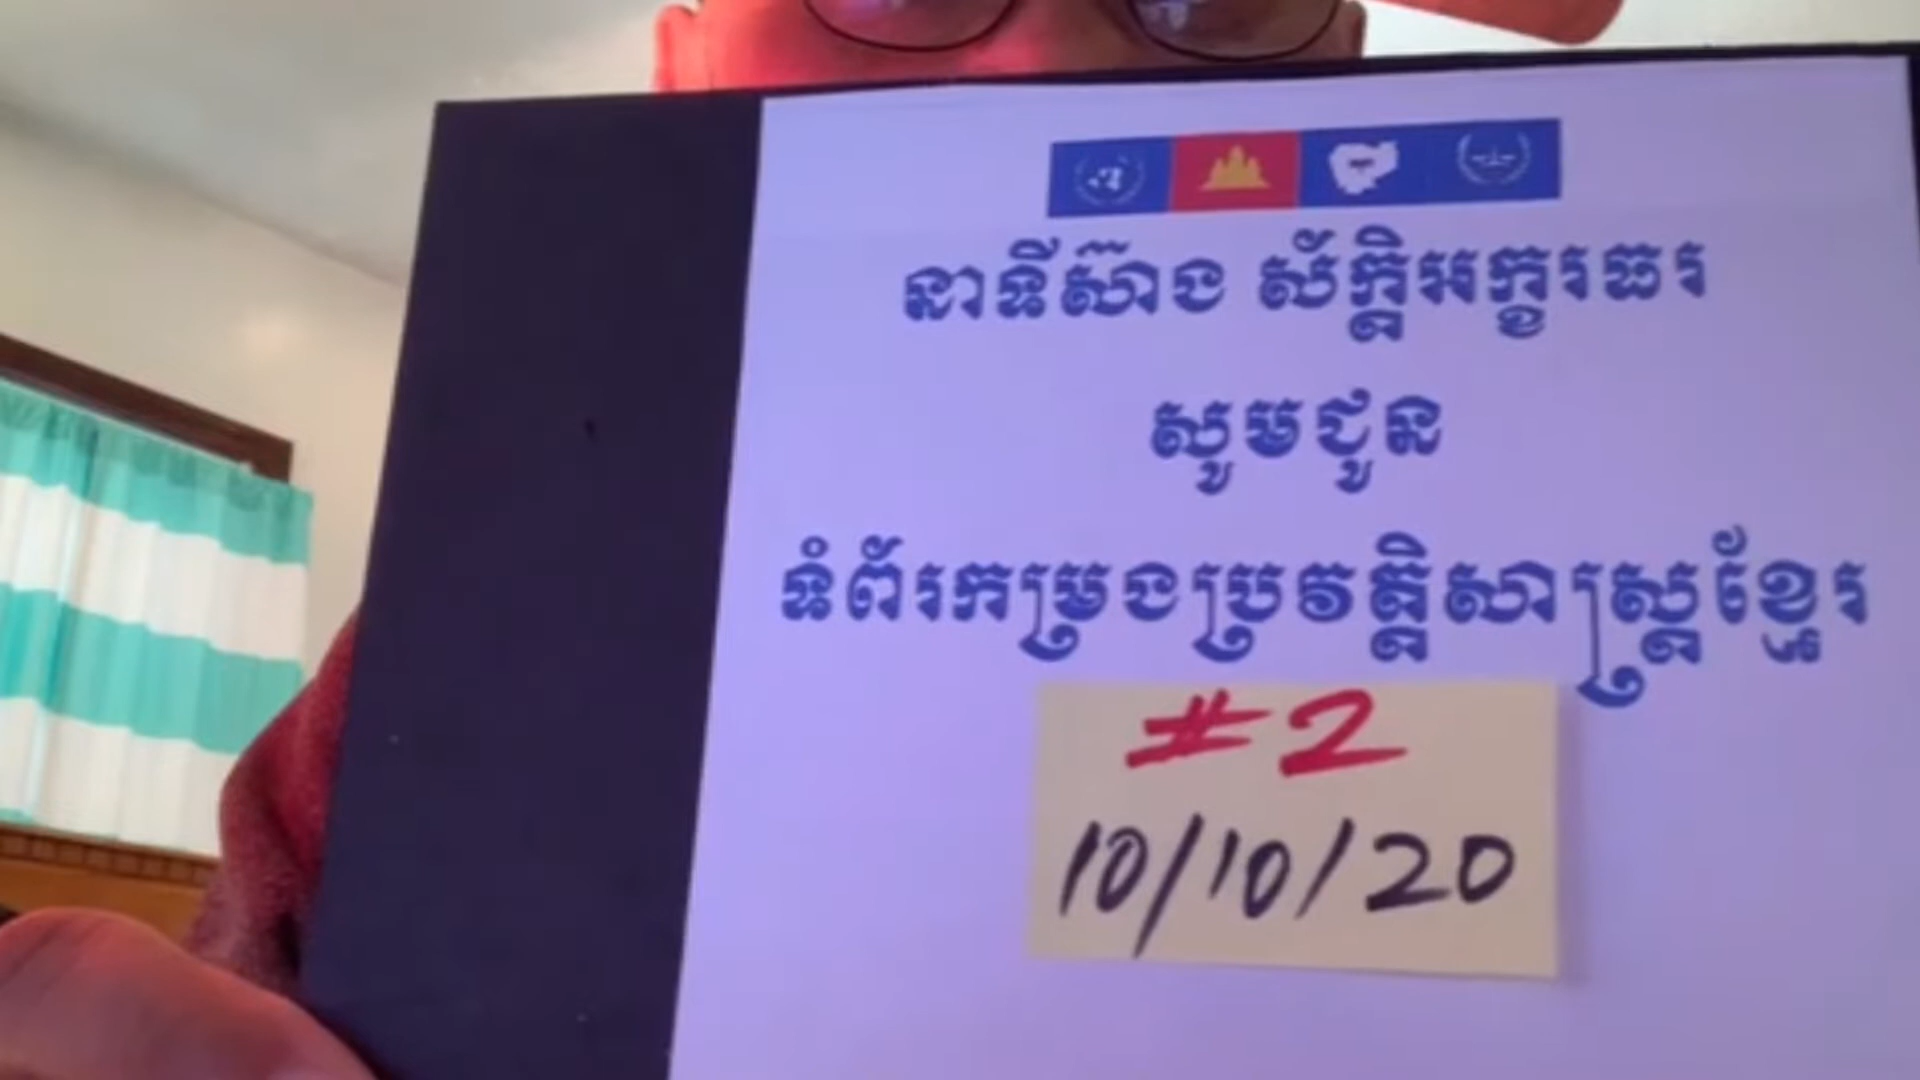 នាទីស៊ាង ស័ក្តិអក្ខរធរ
សូមជូន
ទំព័រកម្រងប្រវត្តិសាស្ត្រខ្មែរ
#2
10/10/20